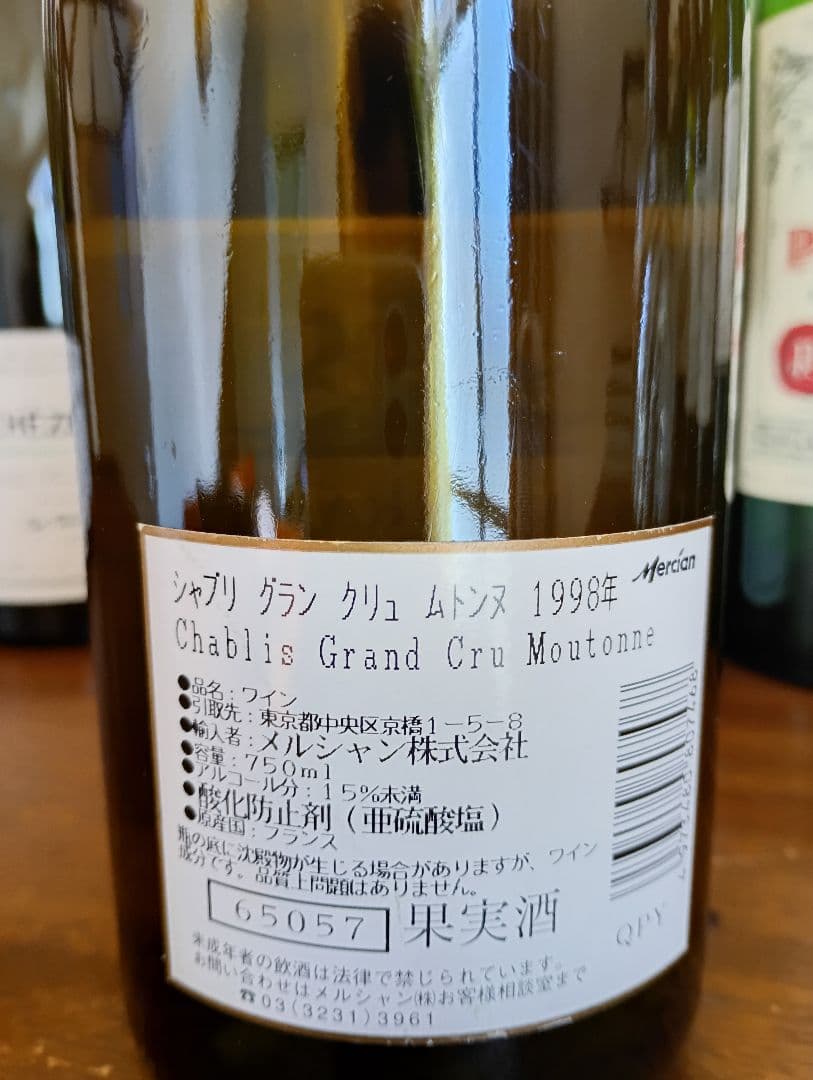 Mercian
シャブリ グラン クリュ ムトンヌ 1998年
Chablis Grand Cru Moutonne
●品名：ワイン
●引取先：東京都中央区京橋1－5－8
●輸入者：メルシャン株式会社
●容量：750ml
●アルコール分：15%未満
●酸化防止剤（亜硫酸塩）
●原産国：フランス
瓶の底に沈殿物が生じる場合がありますが、ワイン
成分です。品質上問題はありません。
65057
果実酒
QPY
未成年者の飲酒は法律で禁じられています。
お問い合わせはメルシャン㈱お客様相談室まで
☎03(3231)3961